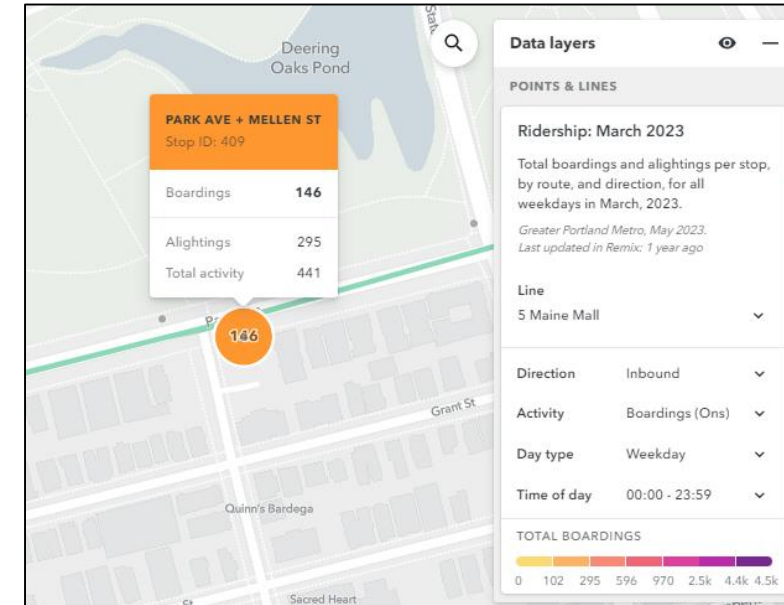 State
Deering
Oaks Pond
PARK AVE + MELLEN ST
Stop ID: 409
Boardings 146
Alightings 295
Total activity 441
146
Grant St
Quinn's Bardega
St
Sacred Heart
Data layers
POINTS & LINES
Ridership: March 2023
Total boardings and alightings per stop,
by route, and direction, for all
weekdays in March, 2023.
Greater Portland Metro, May 2023.
Last updated in Remix: 1 year ago
Line
5 Maine Mall
Direction Inbound
Activity Boardings (Ons)
Day type Weekday
Time of day 00:00 - 23:59
TOTAL BOARDINGS
0 102 295 596 970 2.5k 4.4k 4.5k